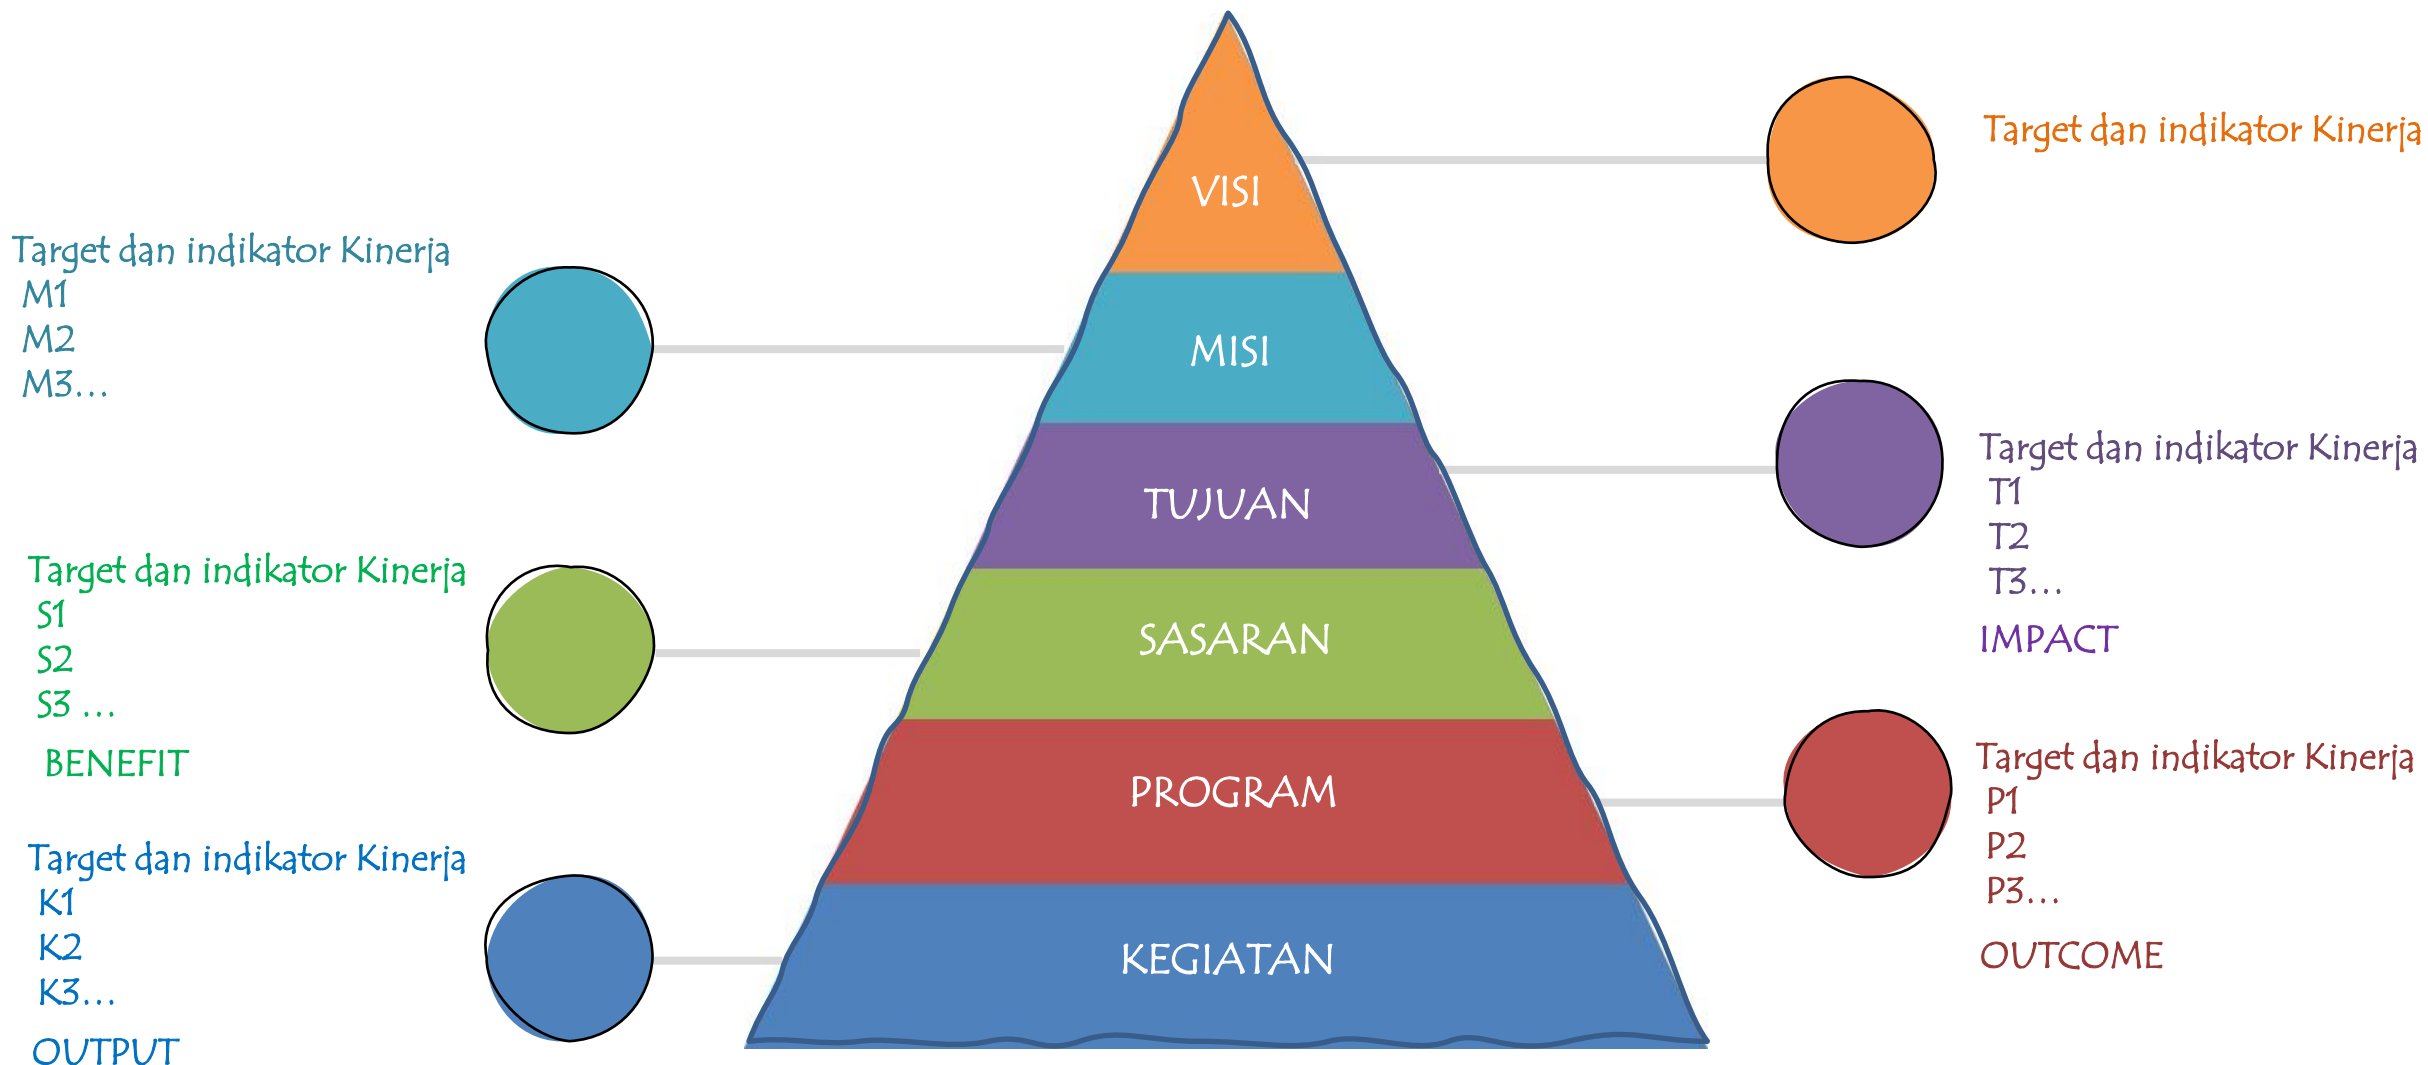 VISI
Target dan indikator Kinerja
MISI
Target dan indikator Kinerja
M1
M2
M3...
TUJUAN
Target dan indikator Kinerja
T1
T2
T3...
IMPACT
SASARAN
Target dan indikator Kinerja
S1
S2
S3 ...
BENEFIT
PROGRAM
Target dan indikator Kinerja
P1
P2
P3...
OUTCOME
KEGIATAN
Target dan indikator Kinerja
K1
K2
K3...
OUTPUT